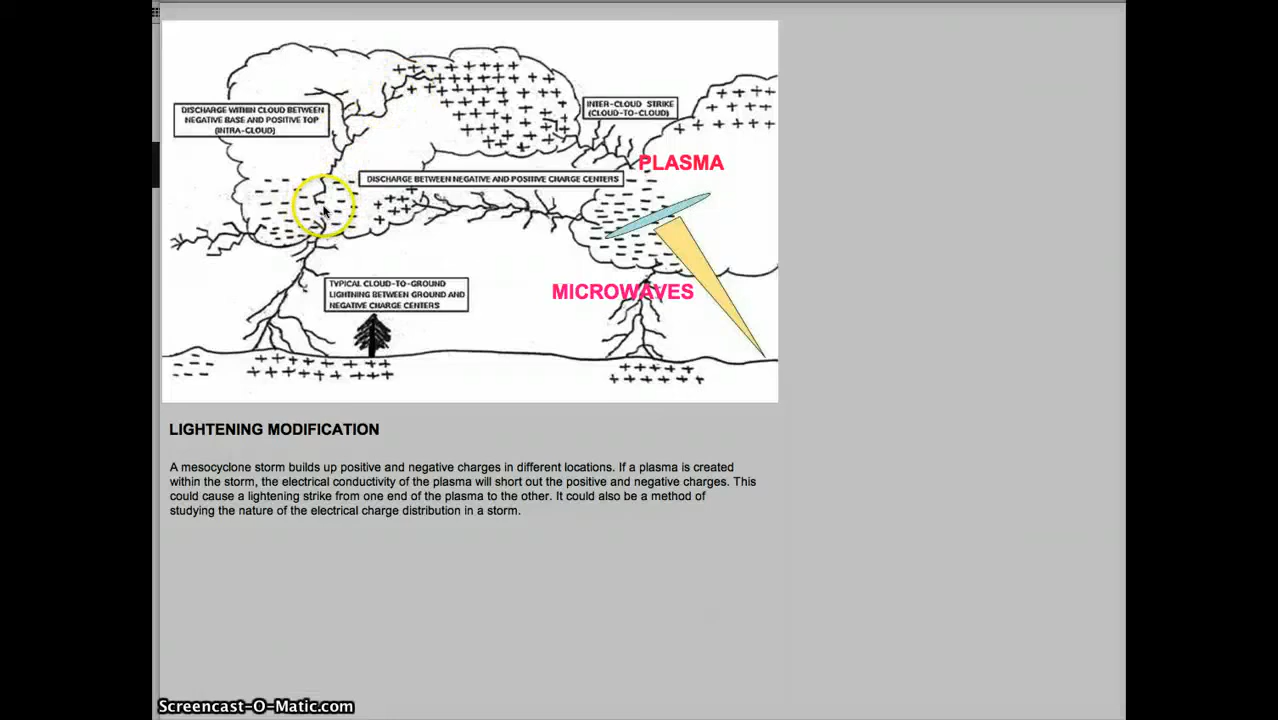 DISCHARGE WITHIN CLOUD BETWEEN
NEGATIVE BASE AND POSITIVE TOP
(INTRA-CLOUD)
INTER-CLOUD STRIKE
(CLOUD-TO-CLOUD)
PLASMA
DISCHARGE BETWEEN NEGATIVE AND POSITIVE CHARGE CENTERS
TYPICAL CLOUD-TO-GROUND
LIGHTNING BETWEEN GROUND AND
NEGATIVE CHARGE CENTERS
MICROWAVES
LIGHTENING MODIFICATION
A mesocyclone storm builds up positive and negative charges in different locations. If a plasma is created
within the storm, the electrical conductivity of the plasma will short out the positive and negative charges. This
could cause a lightening strike from one end of the plasma to the other. It could also be a method of
studying the nature of the electrical charge distribution in a storm.
Screencast-O-Matic.com